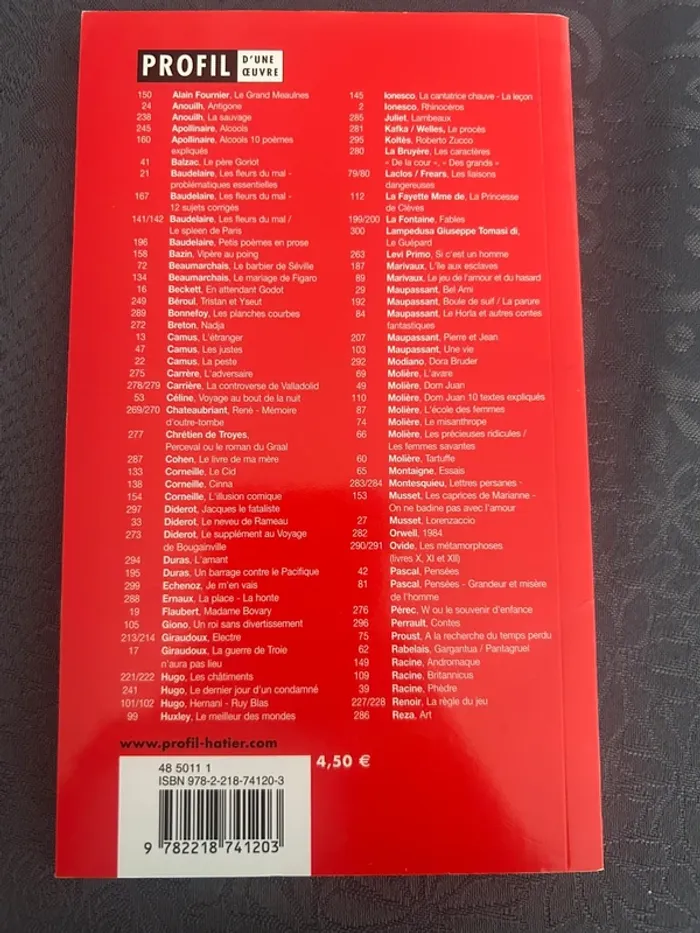 PROFIL D'UNE
ŒUVRE
150 Alain Fournier, Le Grand Meaulnes
24 Anouilh, Antigone
238 Anouilh, La sauvage
245 Apollinaire, Alcools
160 Apollinaire, Alcools 10 poèmes
expliqués
41 Balzac, Le père Goriot
21 Baudelaire, Les fleurs du mal -
problématiques essentielles
167 Baudelaire, Les fleurs du mal -
12 sujets corrigés
141/142 Baudelaire, Les fleurs du mal /
Le spleen de Paris
196 Baudelaire, Petis poèmes en prose
158 Bazin, Vipère au poing
72 Beaumarchais, Le barbier de Séville
134 Beaumarchais, Le mariage de Figaro
16 Beckett, En attendant Godot
249 Béroul, Tristan et Yseut
289 Bonnefoy, Les planches courbes
272 Breton, Nadja
13 Camus, L'étranger
47 Camus, Les justes
22 Camus, La peste
275 Carrère, L'adversaire
278/279 Carrière, La controverse de Valladolid
53 Céline, Voyage au bout de la nuit
269/270 Chateaubriant, René - Mémoire
d'outre-tombe
277 Chrétien de Troyes,
Perceval ou le roman du Graal
287 Cohen, Le livre de ma mère
133 Corneille, Le Cid
138 Corneille, Cinna
154 Corneille, L'illusion comique
297 Diderot, Jacques le fataliste
33 Diderot, Le neveu de Rameau
273 Diderot, Le supplément au Voyage
de Bougainville
294 Duras, L'amant
195 Duras, Un barrage contre le Pacifique
299 Echenoz, Je m'en vais
288 Ernaux, La place - La honte
19 Flaubert, Madame Bovary
105 Giono, Un roi sans divertissement
213/214 Giraudoux, Electre
17 Giraudoux, La guerre de Troie
n'aura pas lieu
221/222 Hugo, Les châtiments
241 Hugo, Le dernier jour d'un condamné
101/102 Hugo, Hernani - Ruy Blas
99 Huxley, Le meilleur des mondes
145 Ionesco, La cantatrice chauve - La leçon
2 Ionesco, Rhinocéros
285 Juliet, Lambeaux
281 Kafka / Welles, Le procès
295 Koltès, Roberto Zucco
280 La Bruyère, Les caractères
« De la cour », « Des grands »
79/80 Laclos / Frears, Les liaisons
dangereuses
112 La Fayette Mme de, La Princesse
de Clèves
199/200 La Fontaine, Fables
300 Lampedusa Giuseppe Tomasi di,
Le Guépard
263 Levi Primo, Si c'est un homme
187 Marivaux, L'île aux esclaves
89 Marivaux, Le jeu de l'amour et du hasard
29 Maupassant, Bel Ami
192 Maupassant, Boule de suif / La parure
84 Maupassant, Le Horla et autres contes
fantastiques
207 Maupassant, Pierre et Jean
103 Maupassant, Une vie
292 Modiano, Dora Bruder
69 Molière, L'avare
49 Molière, Dom Juan
110 Molière, Dom Juan 10 textes expliqués
87 Molière, L'école des femmes
74 Molière, Le misanthrope
66 Molière, Les précieuses ridicules /
Les femmes savantes
60 Molière, Tartuffe
65 Montaigne, Essais
283/284 Montesquieu, Lettres persanes -
153 Musset, Les caprices de Marianne -
On ne badine pas avec l'amour
27 Musset, Lorenzaccio
282 Orwell, 1984
290/291 Ovide, Les métamorphoses
(livres X, XI et XII)
42 Pascal, Pensées
81 Pascal, Pensées - Grandeur et misère
de l'homme
276 Pérec, W ou le souvenir d'enfance
296 Perrault, Contes
75 Proust, A la recherche du temps perdu
62 Rabelais, Gargantua / Pantagruel
149 Racine, Andromaque
109 Racine, Britannicus
39 Racine, Phèdre
227/228 Renoir, La règle du jeu
286 Reza, Art
www.profil-hatier.com
4,50 €
48 5011 1
ISBN 978-2-218-74120-3
9 782218 741203